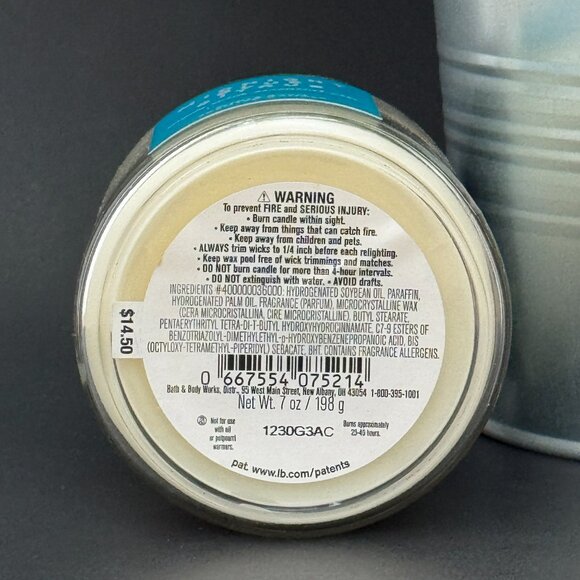 ⚠ WARNING
To prevent FIRE and SERIOUS INJURY:
• Burn candle within sight.
• Keep away from things that can catch fire.
• Keep away from children and pets.
• ALWAYS trim wicks to 1/4 inch before each relighting.
• Keep wax pool free of wick trimmings and matches.
• DO NOT burn candle for more than 4-hour intervals.
• DO NOT extinguish with water. • AVOID drafts.
INGREDIENTS #400000036000: HYDROGENATED SOYBEAN OIL, PARAFFIN,
HYDROGENATED PALM OIL, FRAGRANCE (PARFUM), MICROCRYSTALLINE WAX
(CERA MICROCRISTALLINA, CIRE MICROCRISTALLINE), BUTYL STEARATE,
PENTAERYTHRITYL TETRA-DI-T-BUTYL HYDROXYHYDROCINNAMATE, C7-9 ESTERS OF
BENZOTRIAZOLYL-DIMETHYLETHYL-p-HYDROXYBENZENEPROPANOIC ACID, BIS
(OCTYLOXY-TETRAMETHYL-PIPERIDYL) SEBACATE, BHT. CONTAINS FRAGRANCE ALLERGENS.
$14.50
0 667554 075214
Bath & Body Works, Distr., 95 West Main Street, New Albany, OH 43054 1-800-395-1001
Net Wt. 7 oz / 198 g
Not for use
with oil
or potpourri
warmers.
1230G3AC
Burns approximately
25-45 hours.
pat. www.lb.com/patents